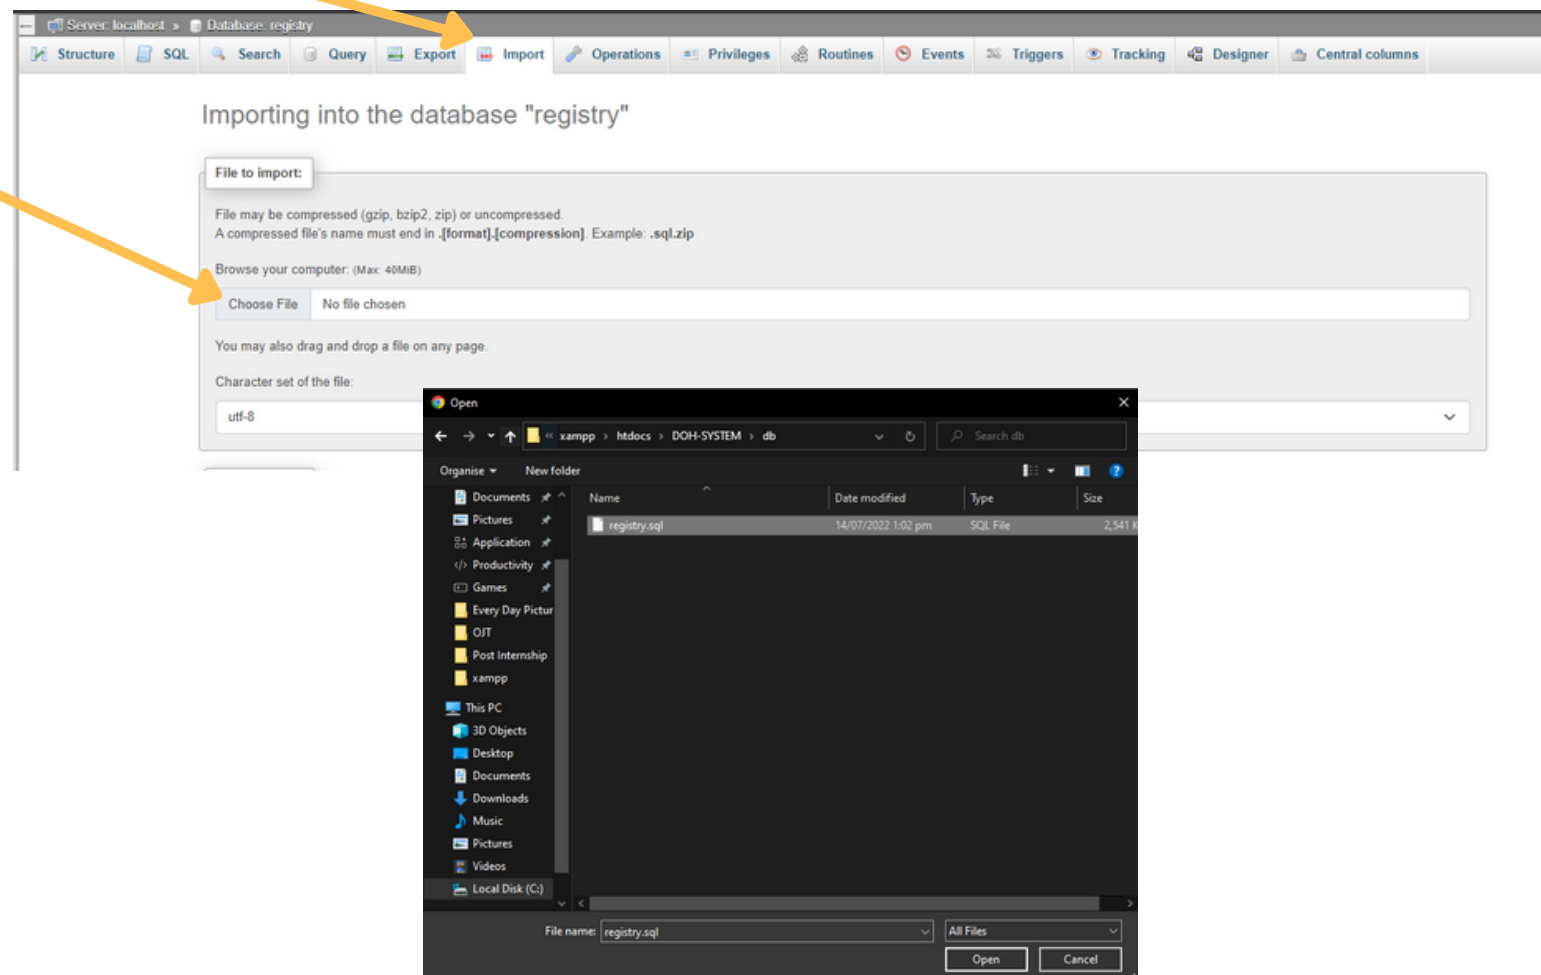 Server: localhost » Database: registry
Structure SQL Search Query Export Import Operations Privileges Routines Events Triggers Tracking Designer Central columns
Importing into the database "registry"
File to import:
File may be compressed (gzip, bzip2, zip) or uncompressed.
A compressed file's name must end in .[format].[compression]. Example: .sql.zip
Browse your computer: (Max: 40MiB)
Choose File No file chosen
You may also drag and drop a file on any page.
Character set of the file:
utf-8
Open
« xampp › htdocs › DOH-SYSTEM › db
Search db
Organise New folder
Name Date modified Type Size
registry.sql 14/07/2022 1:02 pm SQL File 2,541 K
Documents
Pictures
Application
Productivity
Games
Every Day Pictur
OJT
Post Internship
xampp
This PC
3D Objects
Desktop
Documents
Downloads
Music
Pictures
Videos
Local Disk (C:)
File name: registry.sql All Files
Open Cancel